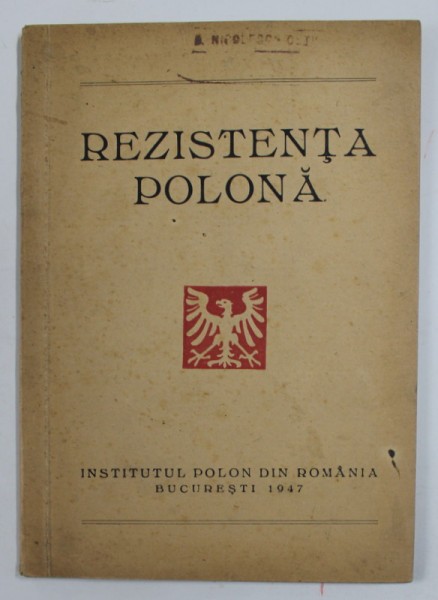 REZISTENŢA
POLONĂ
INSTITUTUL POLON DIN ROMÂNIA
BUCUREŞTI 1947